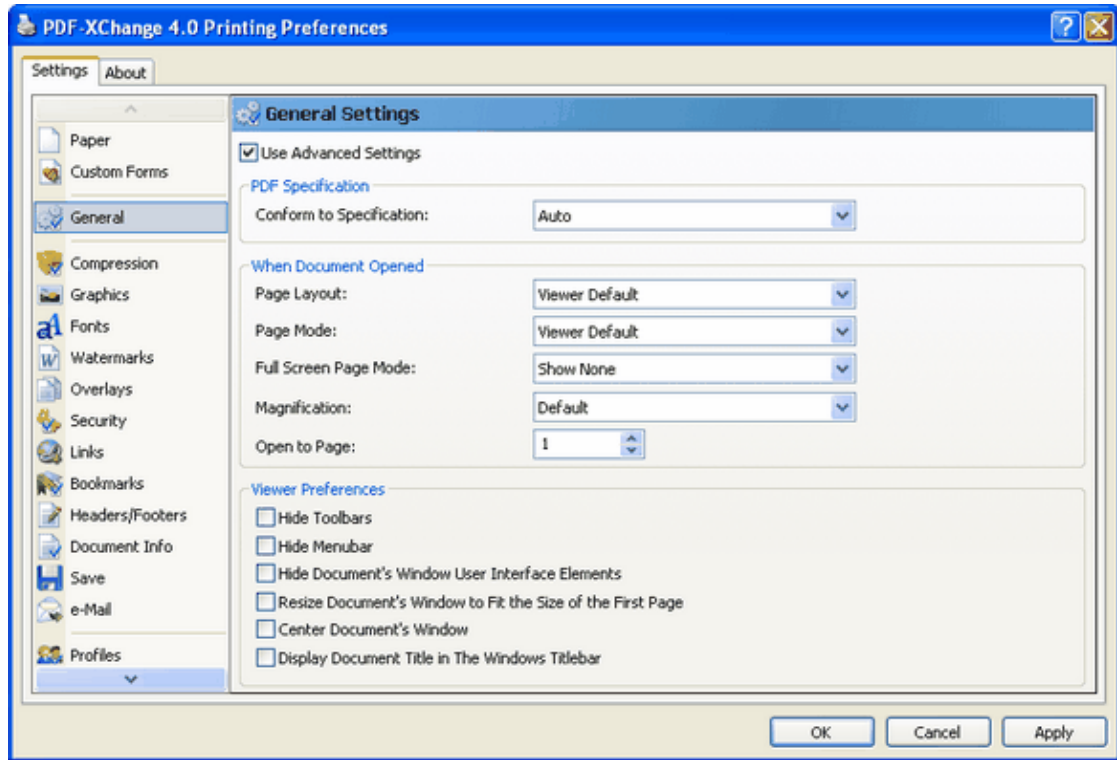 PDF-XChange 4.0 Printing Preferences
Settings
About
Paper
Custom Forms
General
Compression
Graphics
Fonts
Watermarks
Overlays
Security
Links
Bookmarks
Headers/Footers
Document Info
Save
e-Mail
Profiles
General Settings
Use Advanced Settings
PDF Specification
Conform to Specification: Auto
When Document Opened
Page Layout: Viewer Default
Page Mode: Viewer Default
Full Screen Page Mode: Show None
Magnification: Default
Open to Page: 1
Viewer Preferences
Hide Toolbars
Hide Menubar
Hide Document's Window User Interface Elements
Resize Document's Window to Fit the Size of the First Page
Center Document's Window
Display Document Title in The Windows Titlebar
OK Cancel Apply